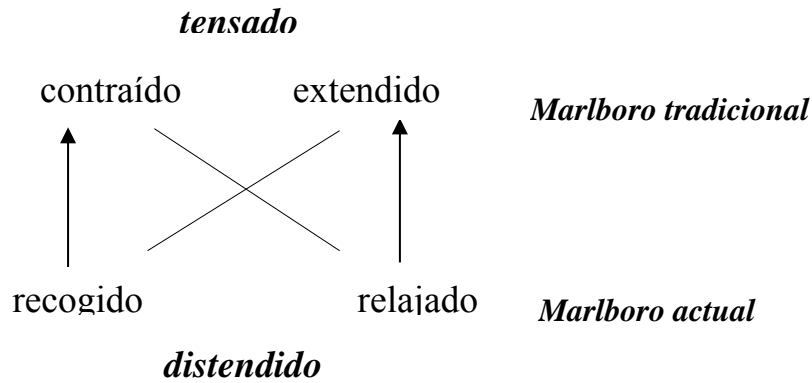 tensado
contraído extendido Marlboro tradicional
recogido relajado Marlboro actual
distendido